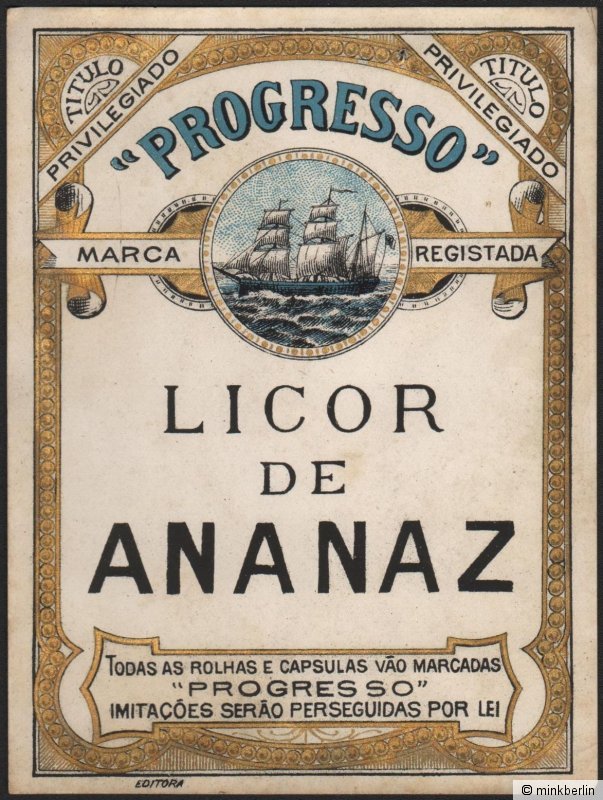 TITULO
PRIVILEGIADO
TITULO
PRIVILEGIADO
"PROGRESSO"
MARCA REGISTADA
LICOR
DE
ANANAZ
TODAS AS ROLHAS E CAPSULAS VÃO MARCADAS
"PROGRESSO"
IMITAÇÕES SERÃO PERSEGUIDAS POR LEI
EDITORA
© minkberlin